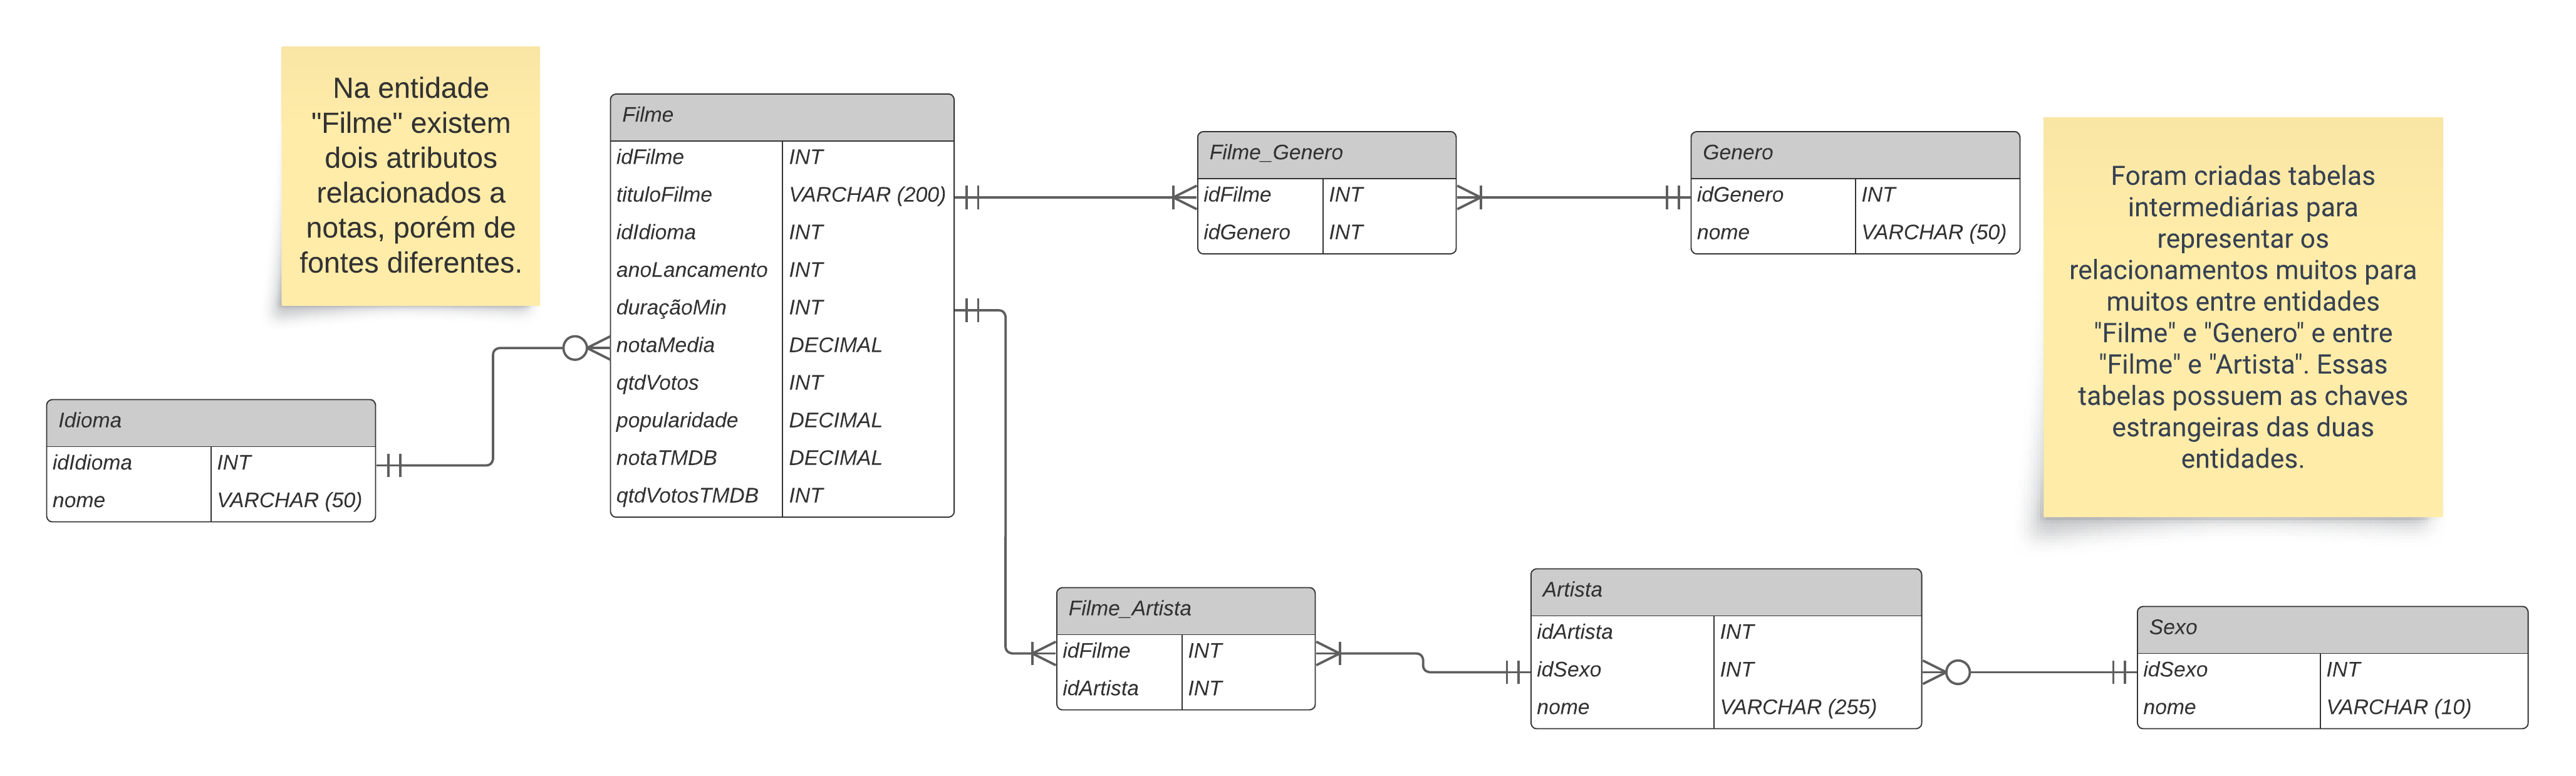 Na entidade
"Filme" existem
dois atributos
relacionados a
notas, porém de
fontes diferentes.
Filme
idFilme INT
tituloFilme VARCHAR (200)
idIdioma INT
anoLancamento INT
duraçãoMin INT
notaMedia DECIMAL
qtdVotos INT
popularidade DECIMAL
notaTMDB DECIMAL
qtdVotosTMDB INT
Filme_Genero
idFilme INT
idGenero INT
Genero
idGenero INT
nome VARCHAR (50)
Foram criadas tabelas
intermediárias para
representar os
relacionamentos muitos para
muitos entre entidades
"Filme" e "Genero" e entre
"Filme" e "Artista". Essas
tabelas possuem as chaves
estrangeiras das duas
entidades.
Idioma
idIdioma INT
nome VARCHAR (50)
Filme_Artista
idFilme INT
idArtista INT
Artista
idArtista INT
idSexo INT
nome VARCHAR (255)
Sexo
idSexo INT
nome VARCHAR (10)